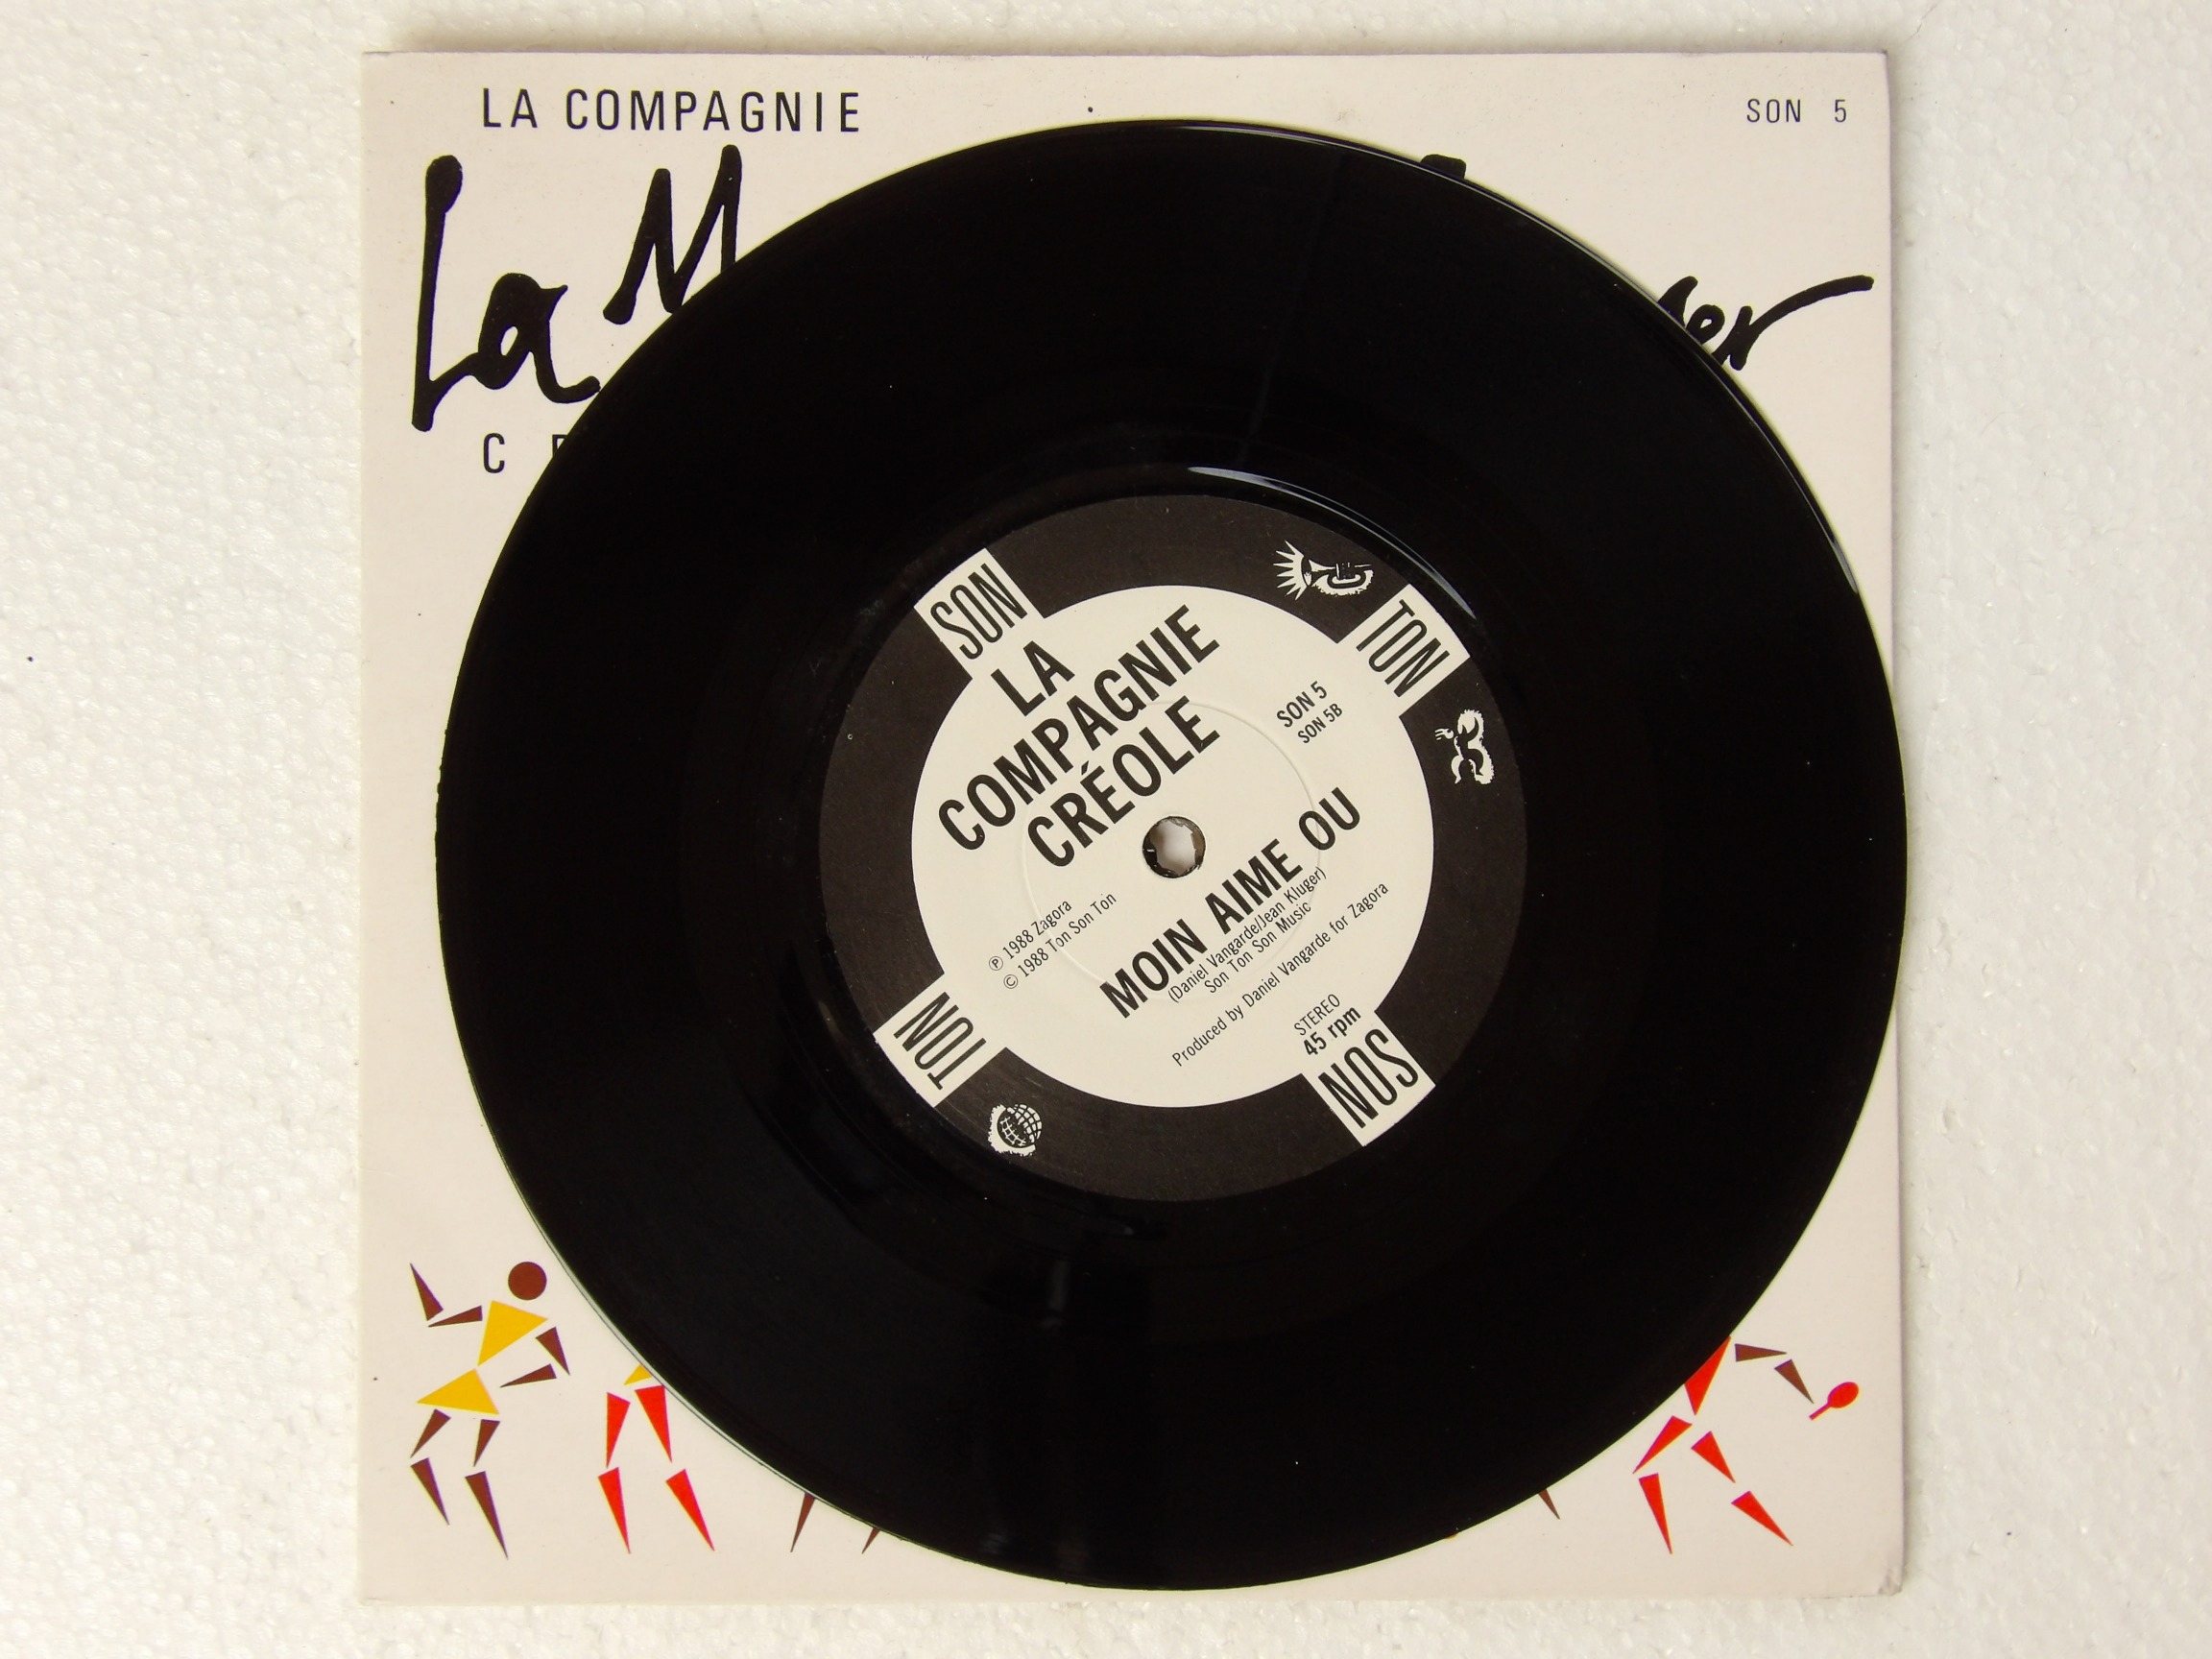 LA COMPAGNIE
SON 5
La M
C
SON
TON
LA
COMPAGNIE
CRÉOLE
SON 5
SON 5B
℗ 1988 Zagora
© 1988 Ton Son Ton
MOIN AIME OU
(Daniel Vangarde/Jean Kluger)
Son Ton Son Music
Produced by Daniel Vangarde for Zagora
STEREO
45 rpm
TON
SON